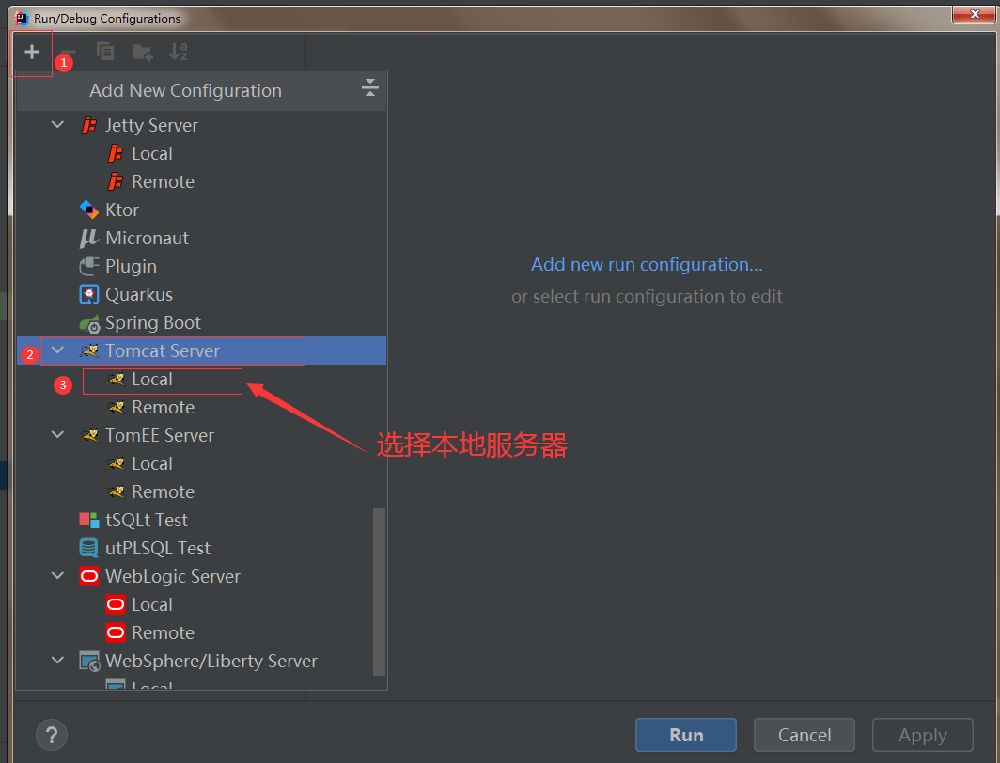 Run/Debug Configurations
1
Add New Configuration
Jetty Server
Local
Remote
Ktor
Micronaut
Plugin
Quarkus
Spring Boot
2
Tomcat Server
3
Local
Remote
TomEE Server
Local
Remote
tSQLt Test
utPLSQL Test
WebLogic Server
Local
Remote
WebSphere/Liberty Server
Local
Add new run configuration...
or select run configuration to edit
选择本地服务器
?
Run
Cancel
Apply